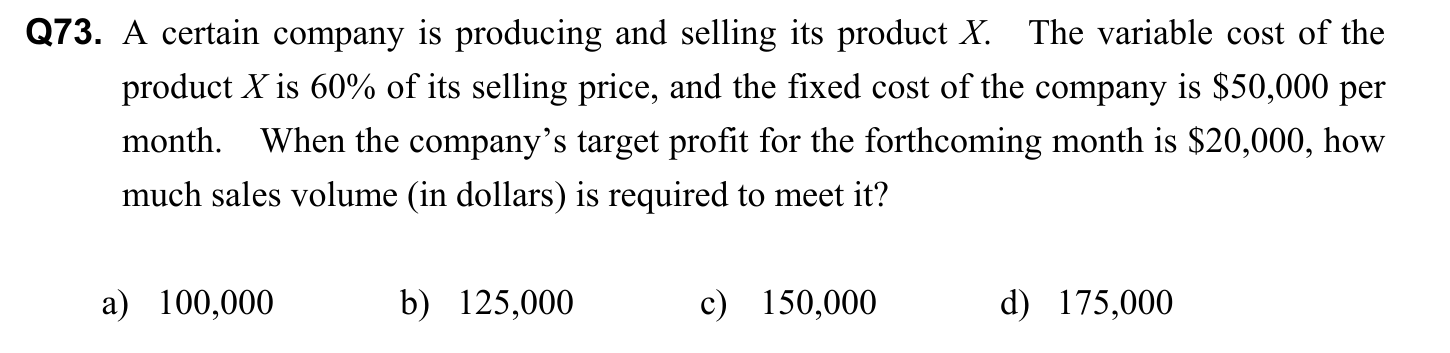 Q73. A certain company is producing and selling its product X. The variable cost of the
product X is 60% of its selling price, and the fixed cost of the company is $50,000 per
month. When the company’s target profit for the forthcoming month is $20,000, how
much sales volume (in dollars) is required to meet it?
a) 100,000 b) 125,000 c) 150,000 d) 175,000